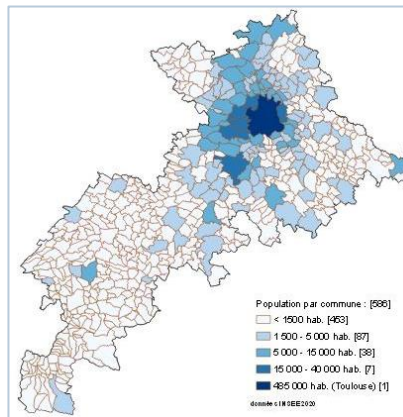 Population par commune : [586]
< 1500 hab. [453]
1 500 - 5 000 hab. [87]
5 000 - 15 000 hab. [38]
15 000 - 40 000 hab. [7]
485 000 hab. (Toulouse) [1]
données INSEE 2020